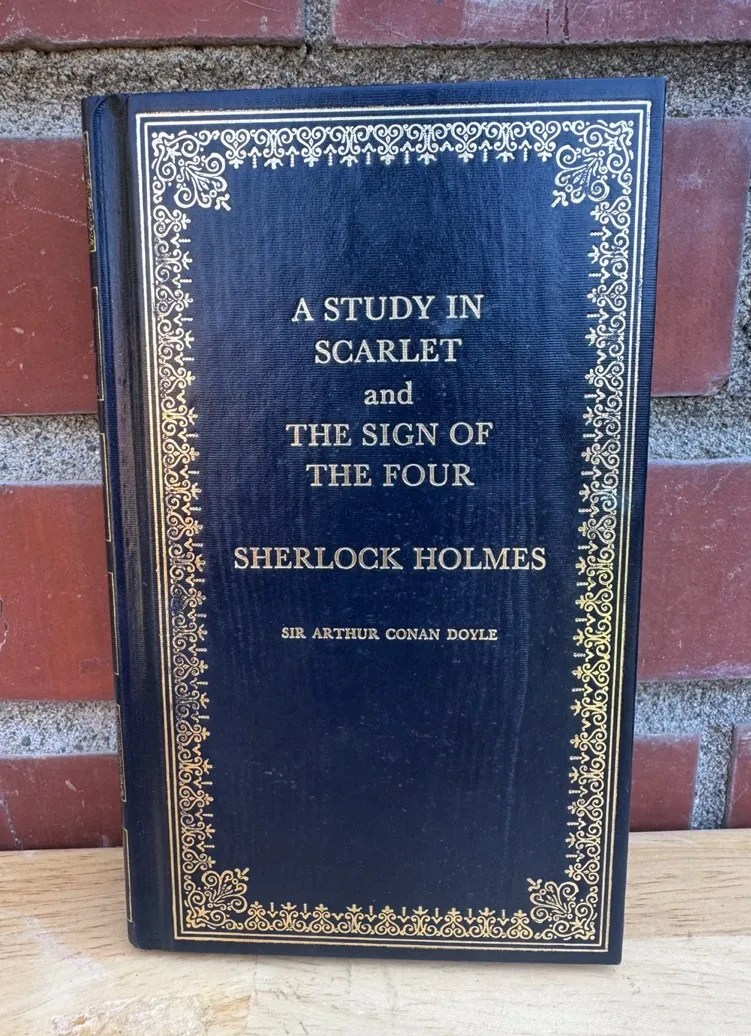 A STUDY IN
SCARLET
and
THE SIGN OF
THE FOUR
SHERLOCK HOLMES
SIR ARTHUR CONAN DOYLE